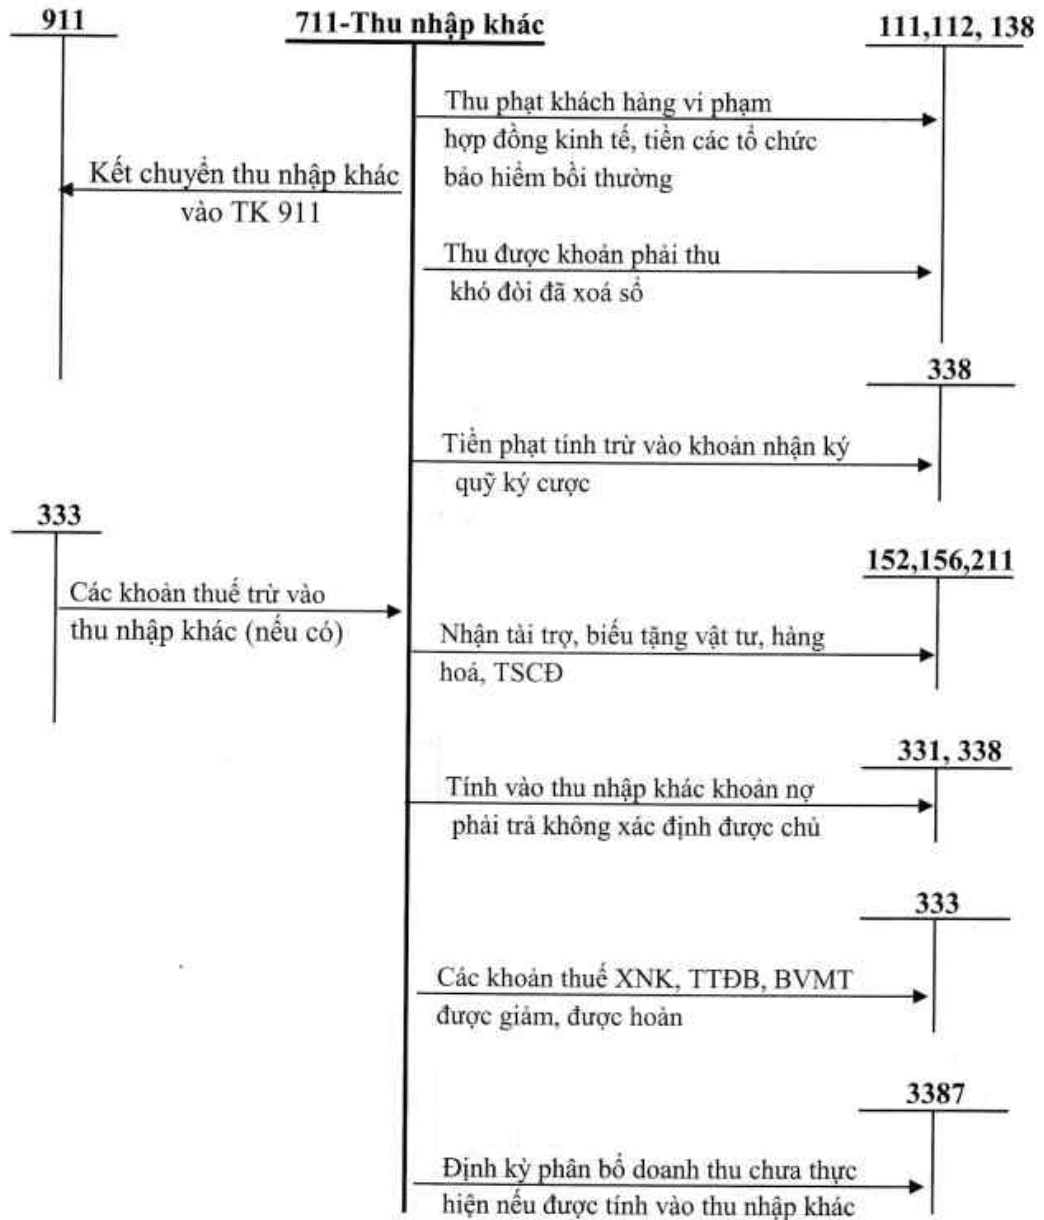 911
711-Thu nhập khác
111,112, 138
Thu phạt khách hàng vi phạm
hợp đồng kinh tế, tiền các tổ chức
bảo hiểm bồi thường
Kết chuyển thu nhập khác
vào TK 911
Thu được khoản phải thu
khó đòi đã xoá sổ
338
Tiền phạt tính trừ vào khoản nhận ký
quỹ ký cược
333
Các khoản thuế trừ vào
thu nhập khác (nếu có)
152,156,211
Nhận tài trợ, biếu tặng vật tư, hàng
hoá, TSCĐ
331, 338
Tính vào thu nhập khác khoản nợ
phải trả không xác định được chủ
333
Các khoản thuế XNK, TTĐB, BVMT
được giảm, được hoàn
3387
Định kỳ phân bổ doanh thu chưa thực
hiện nếu được tính vào thu nhập khác